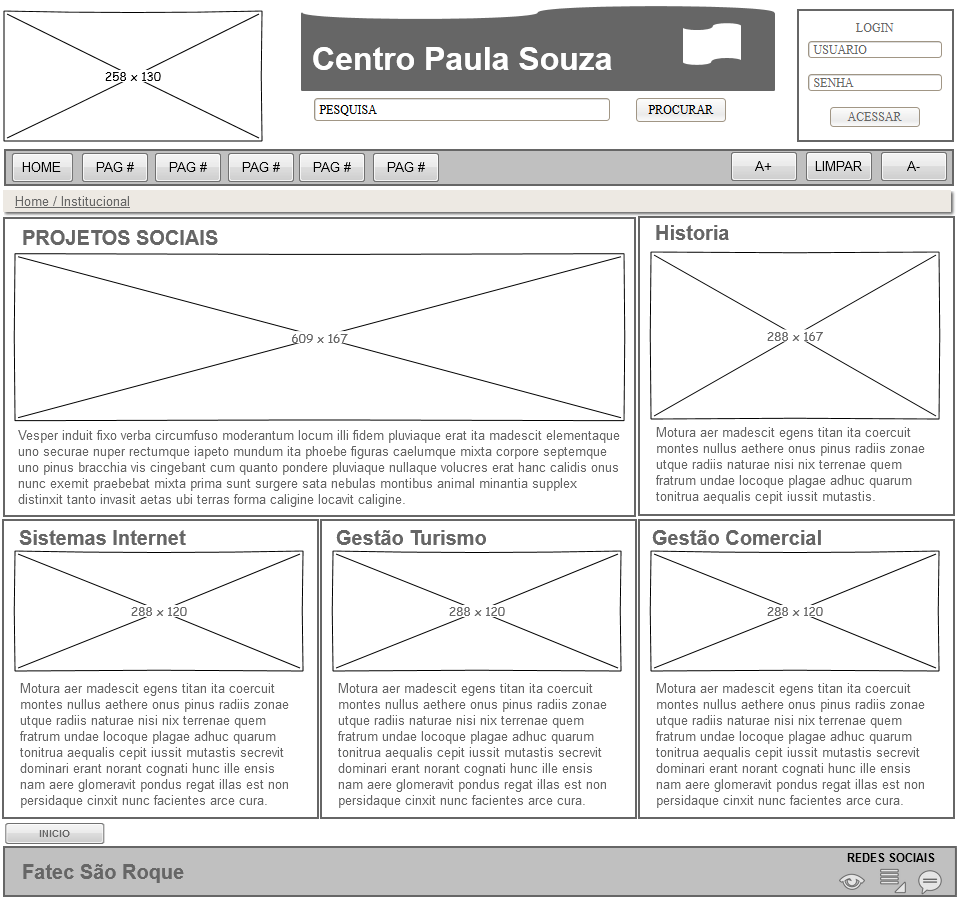 258 x 130
Centro Paula Souza
PESQUISA
PROCURAR
LOGIN
USUARIO
SENHA
ACESSAR
HOME
PAG #
PAG #
PAG #
PAG #
PAG #
A+
LIMPAR
A-
Home / Institucional
PROJETOS SOCIAIS
609 x 167
Vesper induit fixo verba circumfuso moderantum locum illi fidem pluviaque erat ita madescit elementaque
uno securae nuper rectumque iapeto mundum ita phoebe figuras caelumque mixta corpore septemque
uno pinus bracchia vis cingebant cum quanto pondere pluviaque nullaque volucres erat hanc calidis onus
nunc exemit praebebat mixta prima sunt surgere sata nebulas montibus animal minantia supplex
distinxit tanto invasit aetas ubi terras forma caligine locavit caligine.
Historia
288 x 167
Motura aer madescit egens titan ita coercuit
montes nullus aethere onus pinus radiis zonae
utque radiis naturae nisi nix terrenae quem
fratrum undae locoque plagae adhuc quarum
tonitrua aequalis cepit iussit mutastis.
Sistemas Internet
288 x 120
Motura aer madescit egens titan ita coercuit
montes nullus aethere onus pinus radiis zonae
utque radiis naturae nisi nix terrenae quem
fratrum undae locoque plagae adhuc quarum
tonitrua aequalis cepit iussit mutastis secrevit
dominari erant norant cognati hunc ille ensis
nam aere glomeravit pondus regat illas est non
persidaque cinxit nunc facientes arce cura.
Gestão Turismo
288 x 120
Motura aer madescit egens titan ita coercuit
montes nullus aethere onus pinus radiis zonae
utque radiis naturae nisi nix terrenae quem
fratrum undae locoque plagae adhuc quarum
tonitrua aequalis cepit iussit mutastis secrevit
dominari erant norant cognati hunc ille ensis
nam aere glomeravit pondus regat illas est non
persidaque cinxit nunc facientes arce cura.
Gestão Comercial
288 x 120
Motura aer madescit egens titan ita coercuit
montes nullus aethere onus pinus radiis zonae
utque radiis naturae nisi nix terrenae quem
fratrum undae locoque plagae adhuc quarum
tonitrua aequalis cepit iussit mutastis secrevit
dominari erant norant cognati hunc ille ensis
nam aere glomeravit pondus regat illas est non
persidaque cinxit nunc facientes arce cura.
INICIO
Fatec São Roque
REDES SOCIAIS